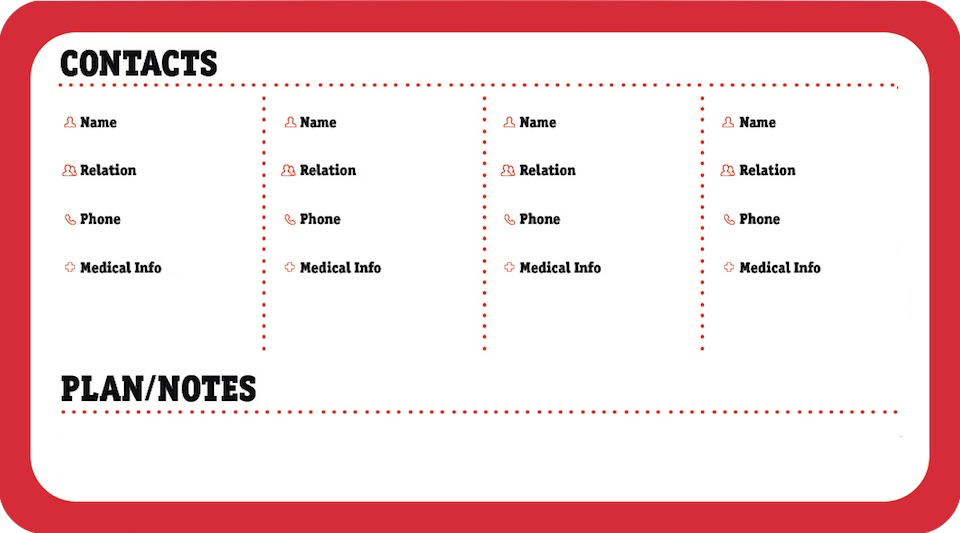 CONTACTS
Name Name Name Name
Relation Relation Relation Relation
Phone Phone Phone Phone
Medical Info Medical Info Medical Info Medical Info
PLAN/NOTES